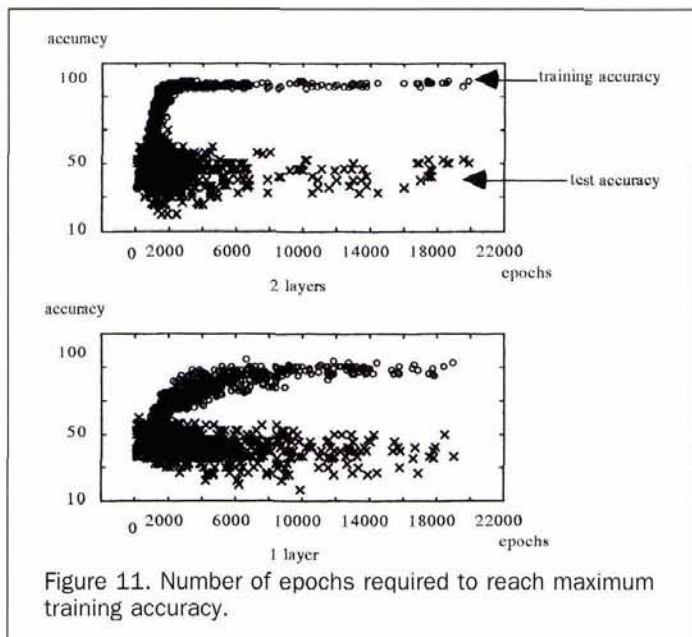 accuracy
100
training accuracy
50
test accuracy
10
0 2000 6000 10000 14000 18000 22000
epochs
2 layers
accuracy
100
50
10
0 2000 6000 10000 14000 18000 22000
epochs
1 layer
Figure 11. Number of epochs required to reach maximum
training accuracy.